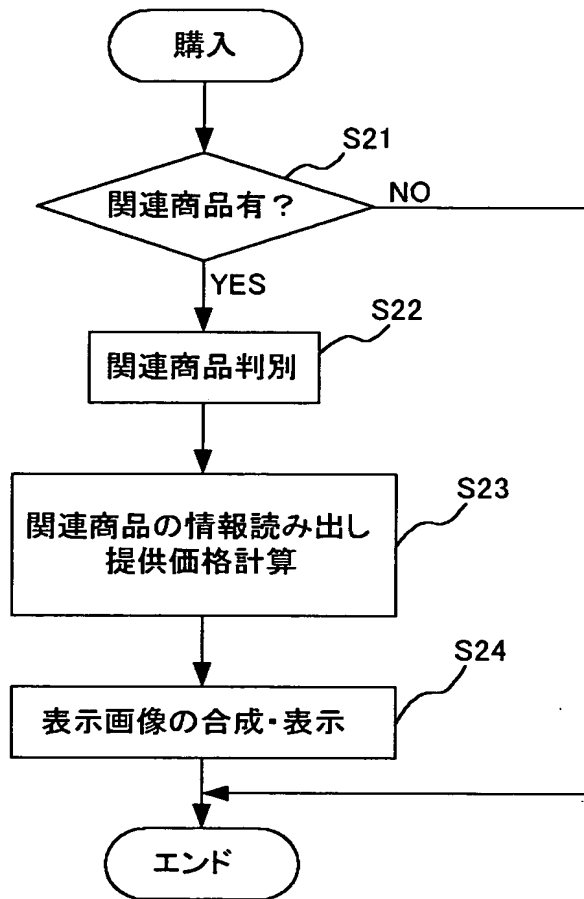 購入
S21
関連商品有？
NO
YES
S22
関連商品判別
S23
関連商品の情報読み出し
提供価格計算
S24
表示画像の合成・表示
エンド